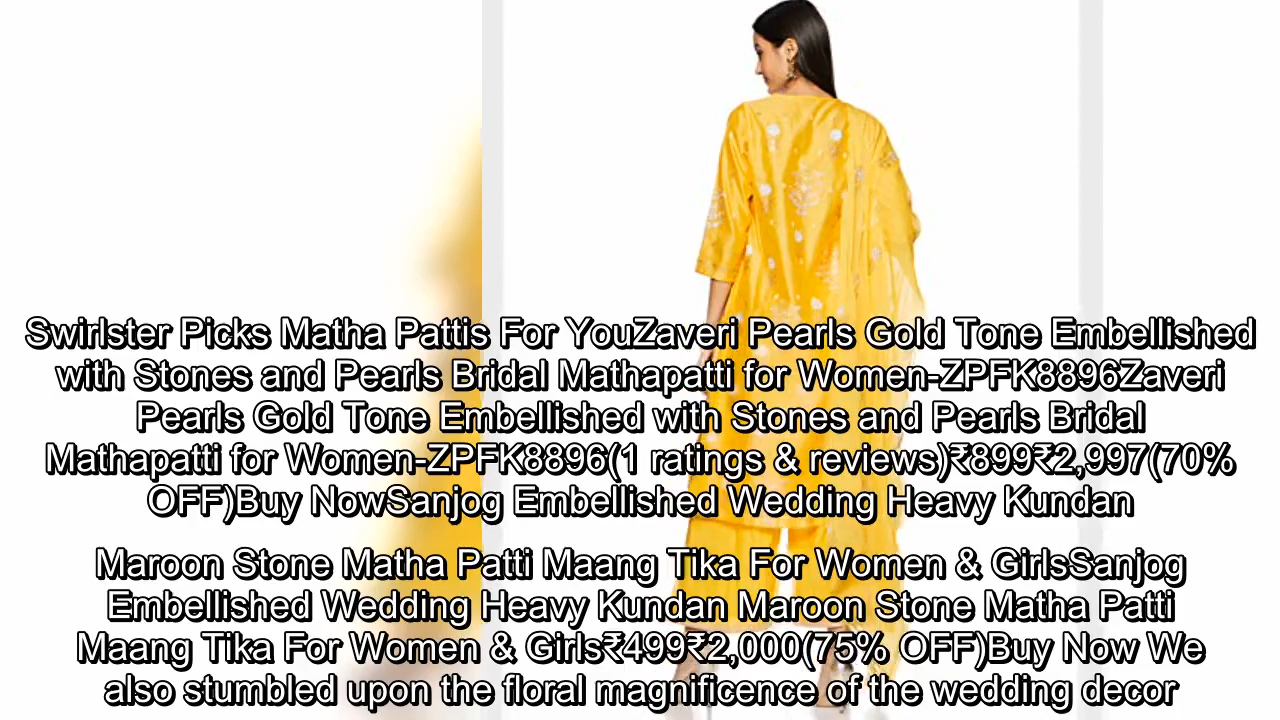 Swirlster Picks Matha Pattis For YouZaveri Pearls Gold Tone Embellished
with Stones and Pearls Bridal Mathapatti for Women-ZPFK8896Zaveri
Pearls Gold Tone Embellished with Stones and Pearls Bridal
Mathapatti for Women-ZPFK8896(1 ratings & reviews)₹899₹2,997(70%
OFF)Buy NowSanjog Embellished Wedding Heavy Kundan
Maroon Stone Matha Patti Maang Tika For Women & GirlsSanjog
Embellished Wedding Heavy Kundan Maroon Stone Matha Patti
Maang Tika For Women & Girls₹499₹2,000(75% OFF)Buy Now We
also stumbled upon the floral magnificence of the wedding decor